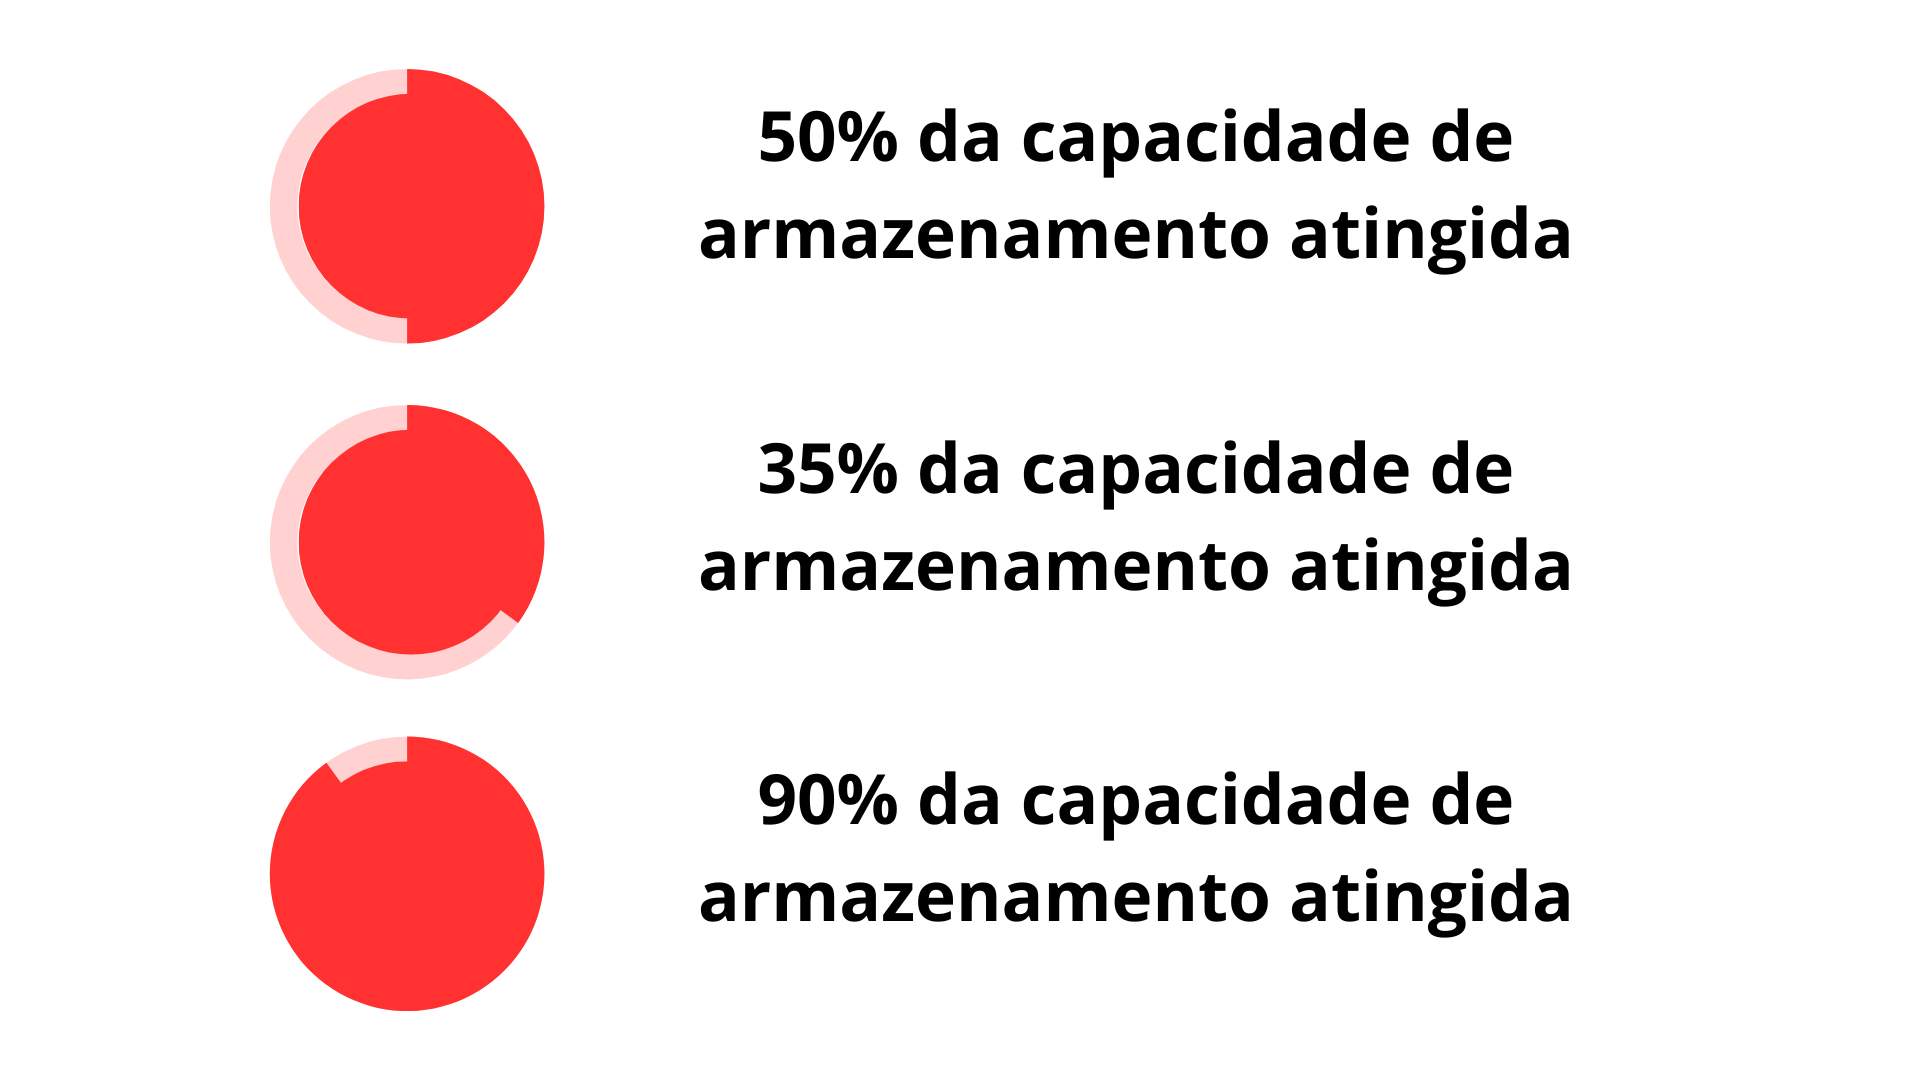 50% da capacidade de
armazenamento atingida
35% da capacidade de
armazenamento atingida
90% da capacidade de
armazenamento atingida